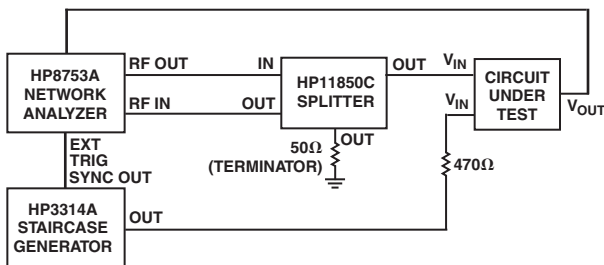 HP8753A
NETWORK
ANALYZER
RF OUT
IN
RF IN
OUT
HP11850C
SPLITTER
OUT
V_IN
V_IN
CIRCUIT
UNDER
TEST
V_OUT
OUT
50Ω
(TERMINATOR)
470Ω
EXT
TRIG
SYNC OUT
HP3314A
STAIRCASE
GENERATOR
OUT